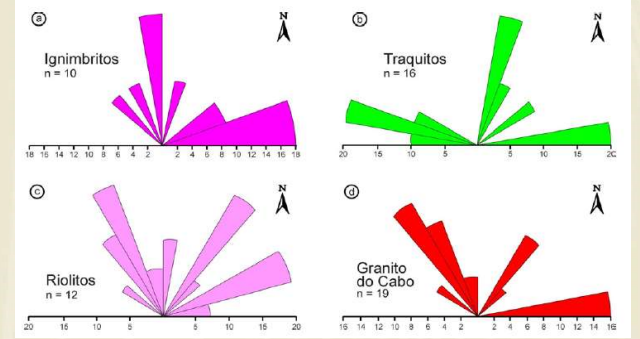 a
N
Ignimbritos
n = 10
18 16 14 12 10 8 6 4 2 2 4 6 8 10 12 14 16 18
b
N
Traquitos
n = 16
20 15 10 5 5 10 15 20
c
N
Riolitos
n = 12
20 15 10 5 5 10 15 20
d
N
Granito
do Cabo
n = 19
16 14 12 10 8 6 4 2 2 4 6 8 10 12 14 16